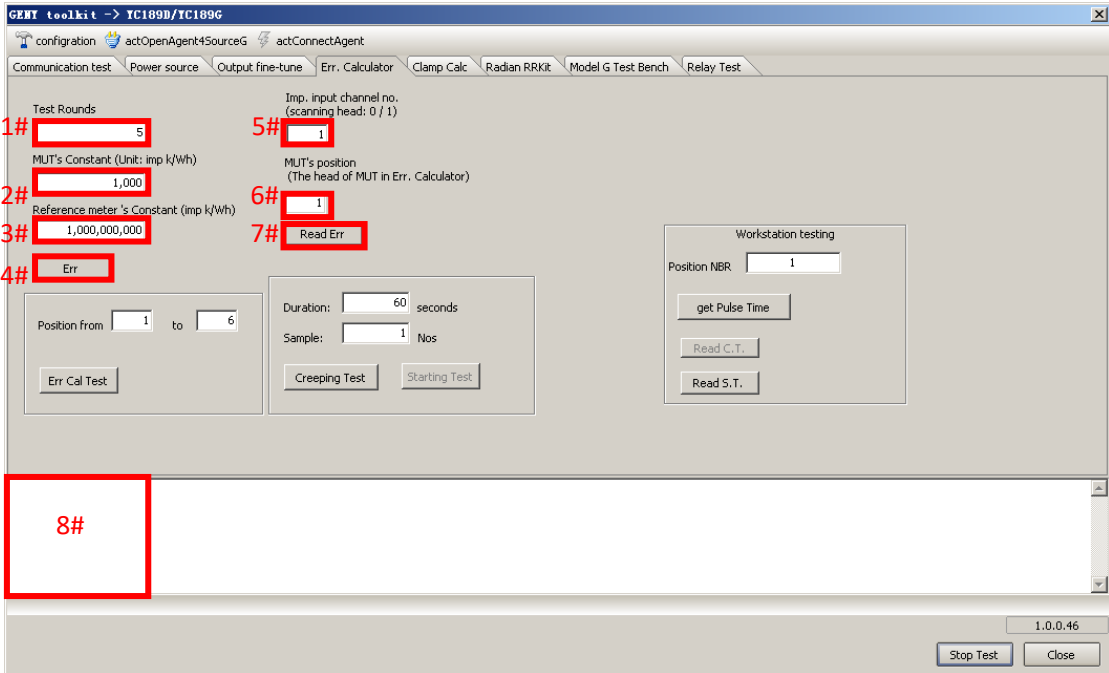 GENY toolkit -> YC189D/YC189G
configration actOpenAgent4SourceG actConnectAgent
Communication test Power source Output fine-tune Err. Calculator Clamp Calc Radian RRKit Model G Test Bench Relay Test
Test Rounds
1# 5
MUT's Constant (Unit: imp k/Wh)
2# 1,000
Reference meter 's Constant (imp k/Wh)
3# 1,000,000,000
4# Err
Imp. input channel no.
(scanning head: 0 / 1)
5# 1
MUT's position
(The head of MUT in Err. Calculator)
6# 1
7# Read Err
Position from 1 to 6
Err Cal Test
Duration: 60 seconds
Sample: 1 Nos
Creeping Test Starting Test
Workstation testing
Position NBR 1
get Pulse Time
Read C.T.
Read S.T.
8#
1.0.0.46
Stop Test Close